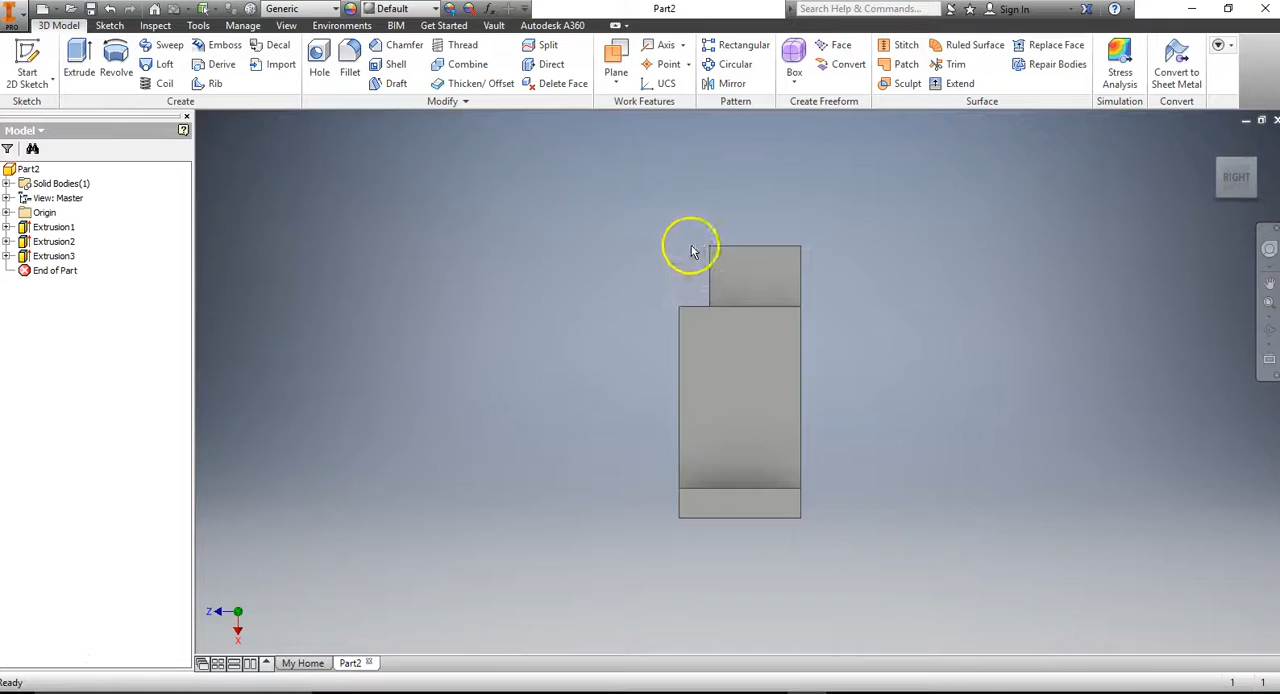 PRO
Generic
Default
Part2
Search Help & Commands...
Sign In
3D Model Sketch Inspect Tools Manage View Environments BIM Get Started Vault Autodesk A360
Start 2D Sketch
Extrude
Revolve
Sweep
Loft
Coil
Emboss
Derive
Rib
Decal
Import
Hole
Fillet
Chamfer
Shell
Draft
Thread
Combine
Thicken/ Offset
Split
Direct
Delete Face
Plane
Axis
Point
UCS
Rectangular
Circular
Mirror
Box
Face
Convert
Stitch
Patch
Sculpt
Ruled Surface
Trim
Extend
Replace Face
Repair Bodies
Stress Analysis
Convert to Sheet Metal
Sketch Create Modify Work Features Pattern Create Freeform Surface Simulation Convert
Model
Part2
Solid Bodies(1)
View: Master
Origin
Extrusion1
Extrusion2
Extrusion3
End of Part
RIGHT
Z
X
My Home
Part2
Ready
1 1